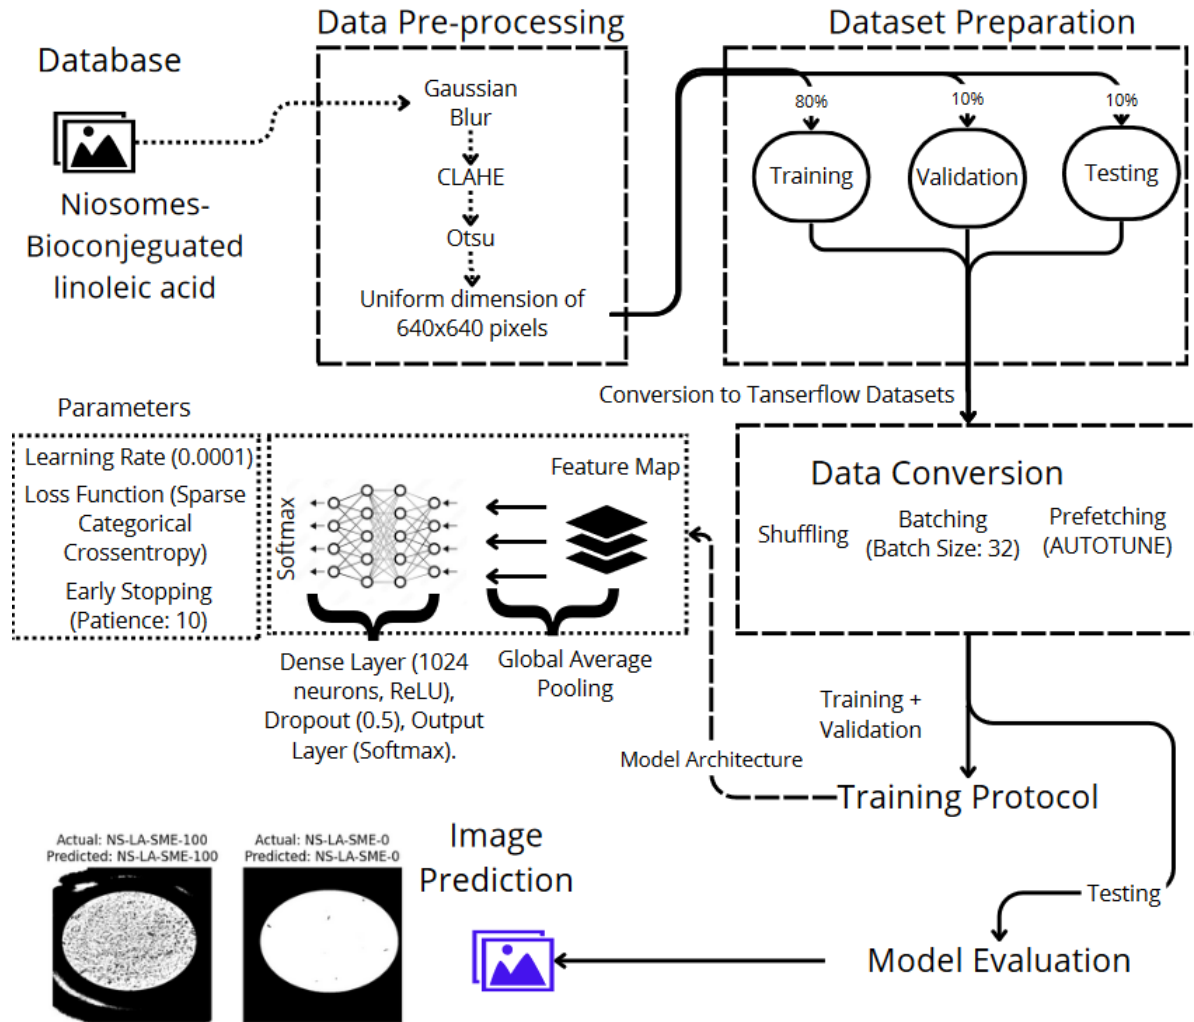 Database
Niosomes-
Bioconjeguated
linoleic acid
Data Pre-processing
Gaussian
Blur
CLAHE
Otsu
Uniform dimension of
640x640 pixels
Dataset Preparation
80%
10%
10%
Training
Validation
Testing
Conversion to Tanserflow Datasets
Data Conversion
Shuffling
Batching
(Batch Size: 32)
Prefetching
(AUTOTUNE)
Parameters
Learning Rate (0.0001)
Loss Function (Sparse
Categorical
Crossentropy)
Early Stopping
(Patience: 10)
Softmax
Feature Map
Dense Layer (1024
neurons, ReLU),
Dropout (0.5), Output
Layer (Softmax).
Global Average
Pooling
Model Architecture
Training +
Validation
Training Protocol
Testing
Model Evaluation
Image
Prediction
Actual: NS-LA-SME-100
Predicted: NS-LA-SME-100
Actual: NS-LA-SME-0
Predicted: NS-LA-SME-0